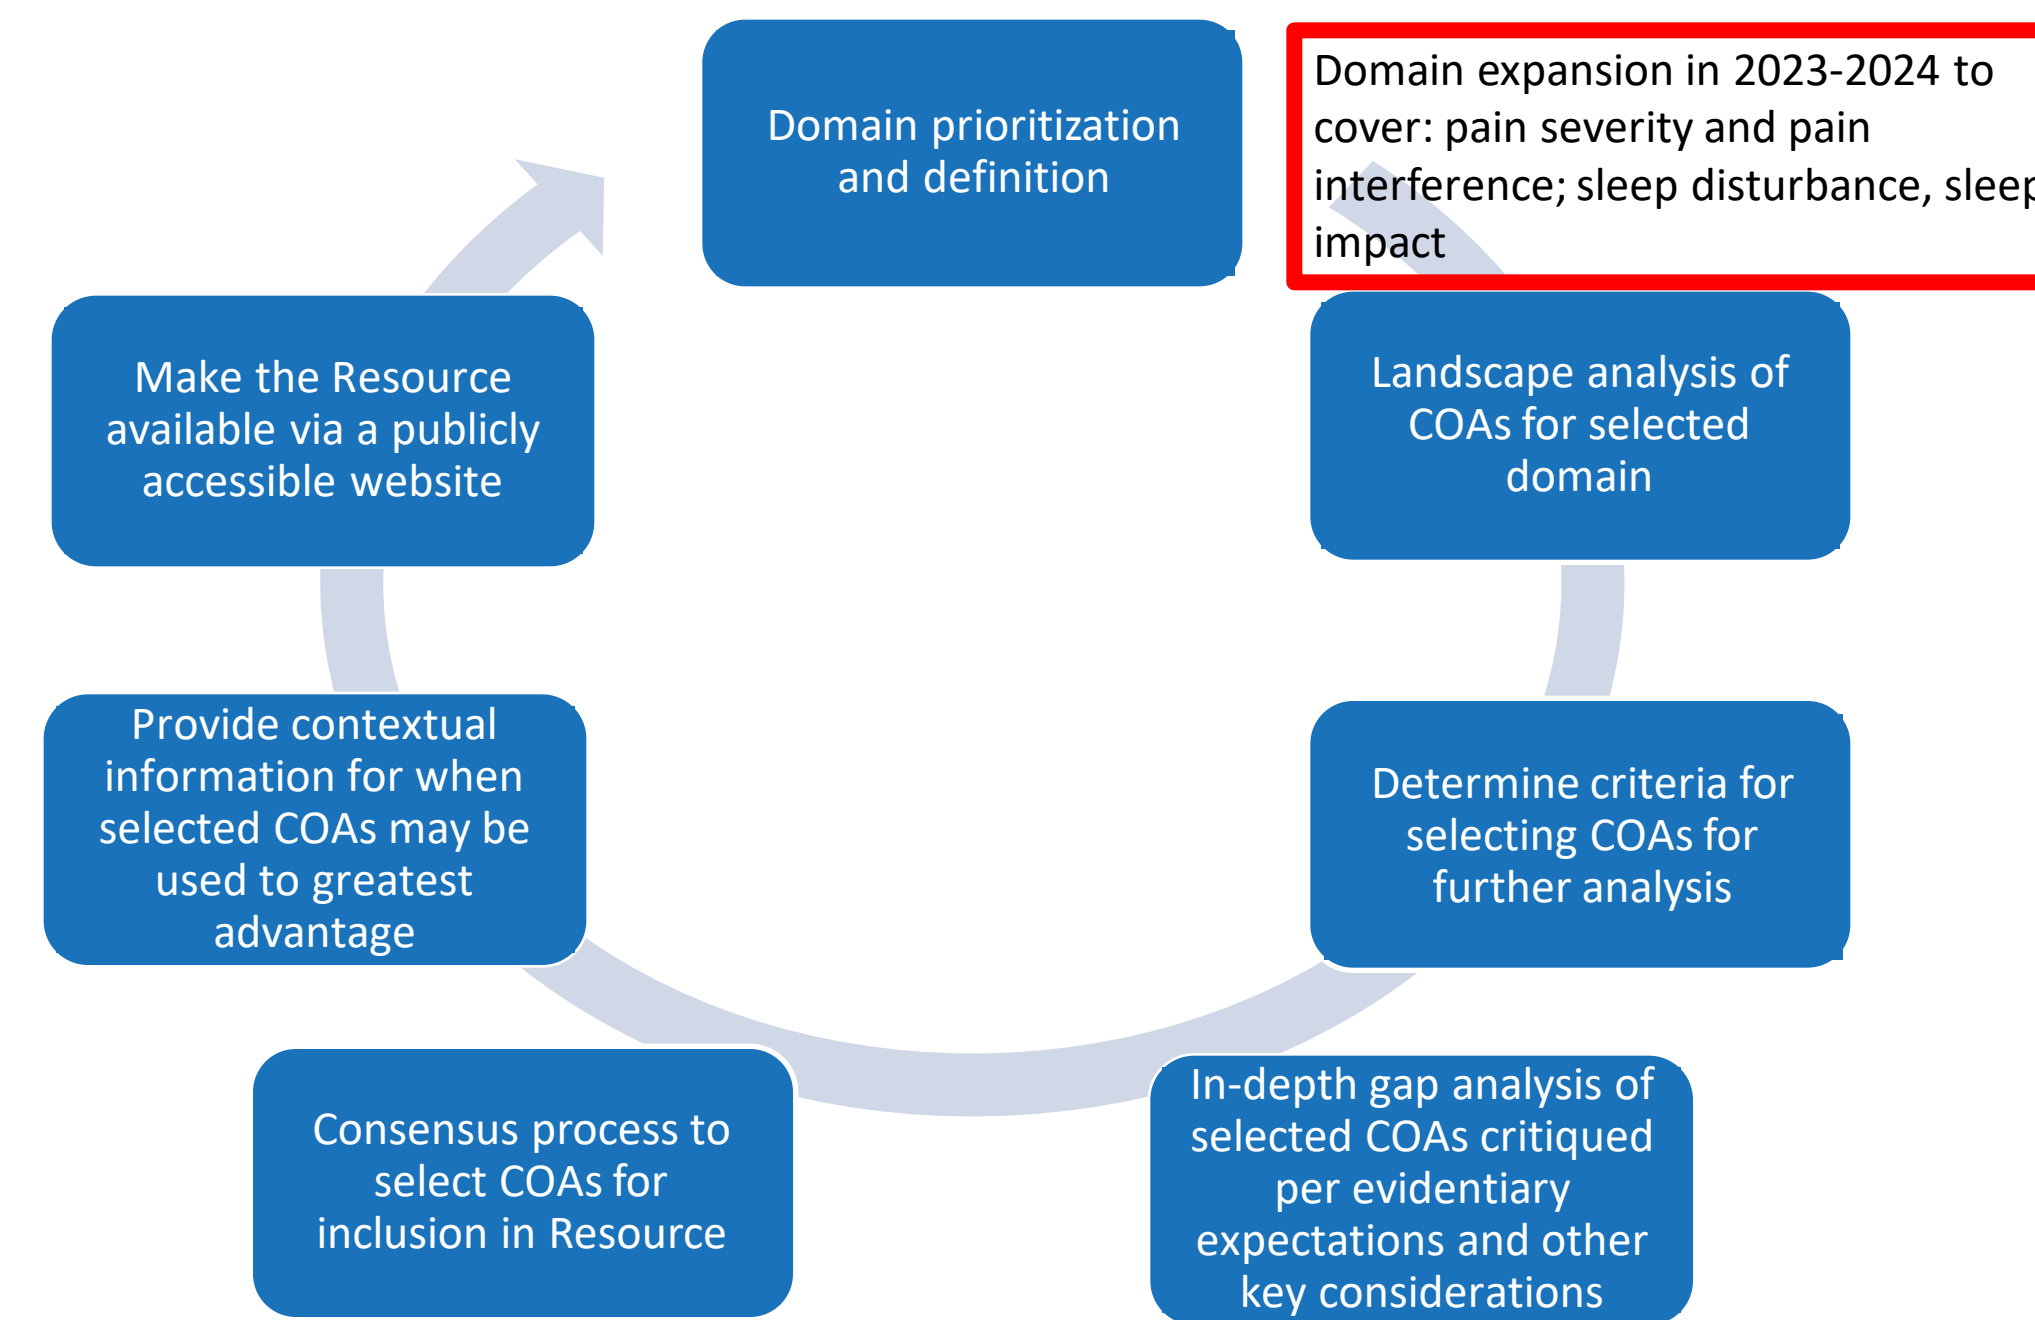 Domain prioritization
and definition
Domain expansion in 2023-2024 to
cover: pain severity and pain
interference; sleep disturbance, sleep
impact
Landscape analysis of
COAs for selected
domain
Determine criteria for
selecting COAs for
further analysis
In-depth gap analysis of
selected COAs critiqued
per evidentiary
expectations and other
key considerations
Consensus process to
select COAs for
inclusion in Resource
Provide contextual
information for when
selected COAs may be
used to greatest
advantage
Make the Resource
available via a publicly
accessible website